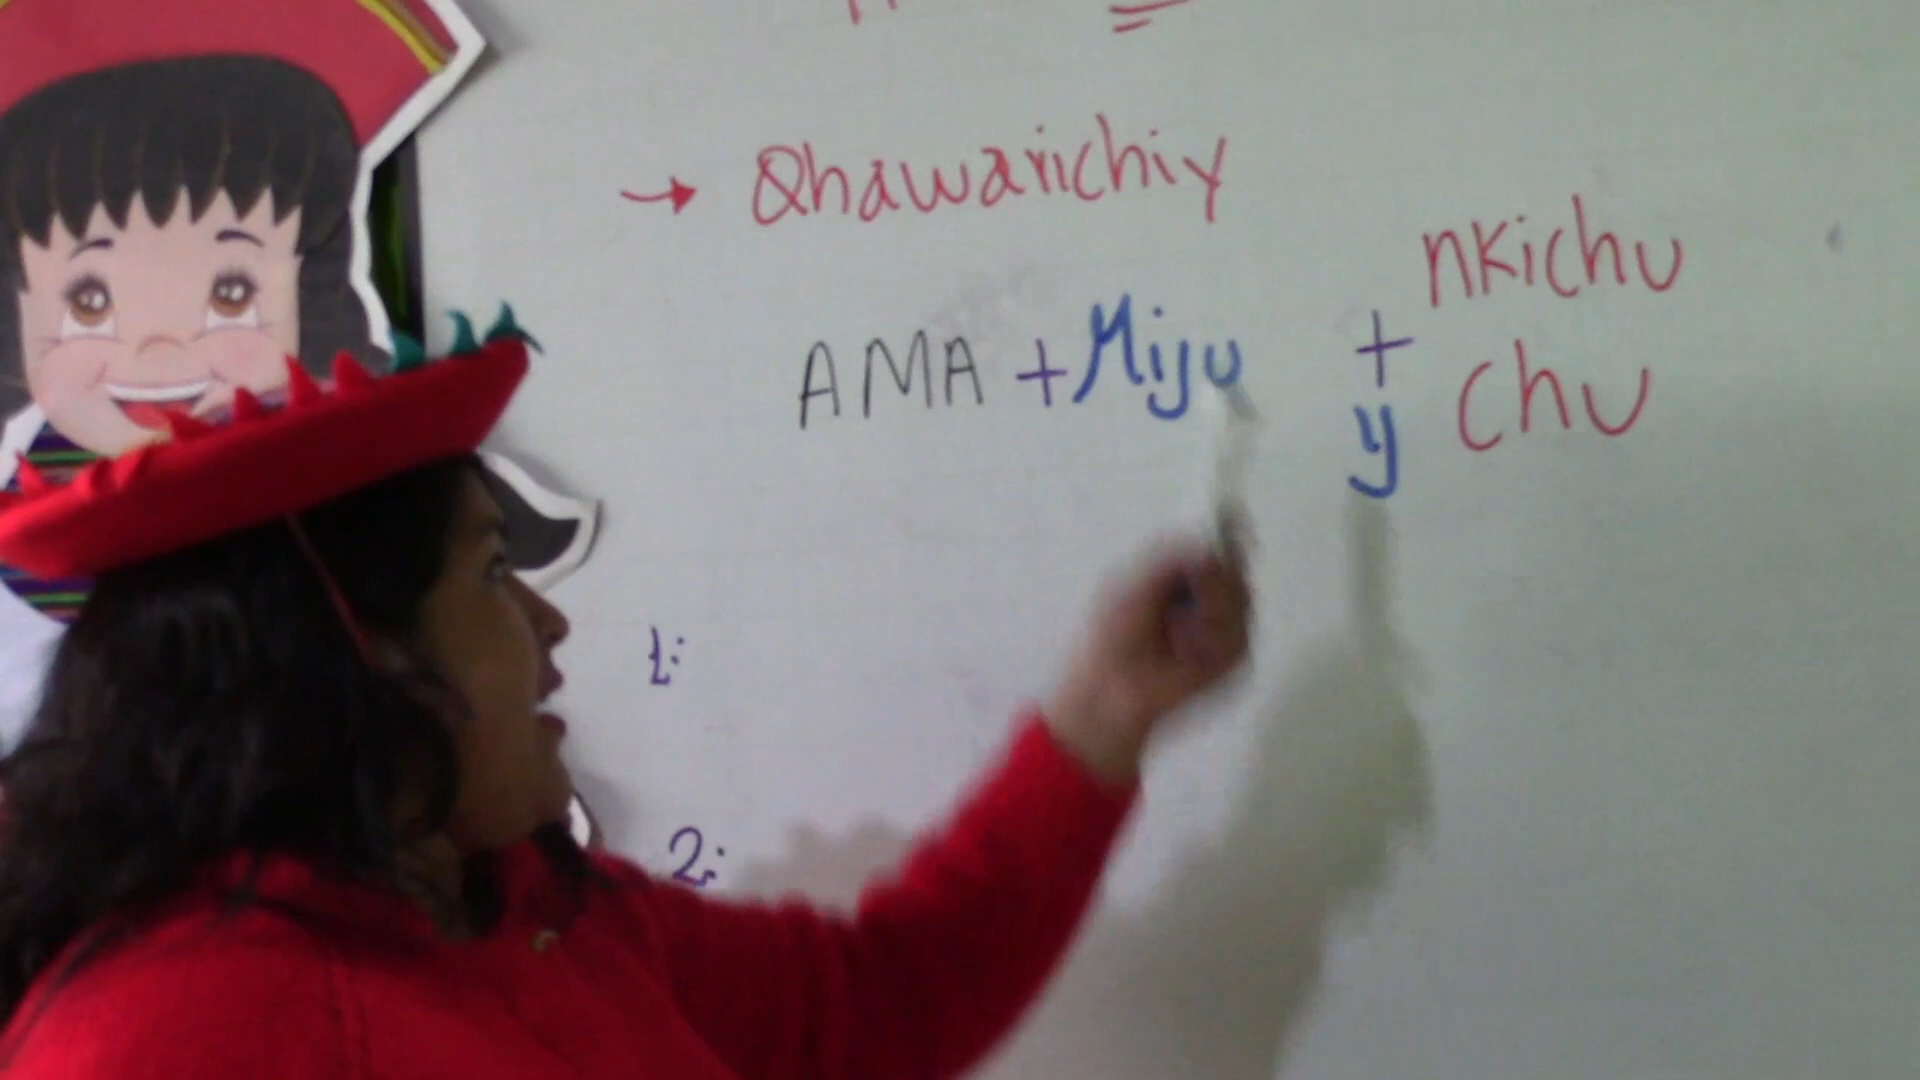 → Qhawarichiy
nkichu
AMA + Miju +
y chu
1:
2: